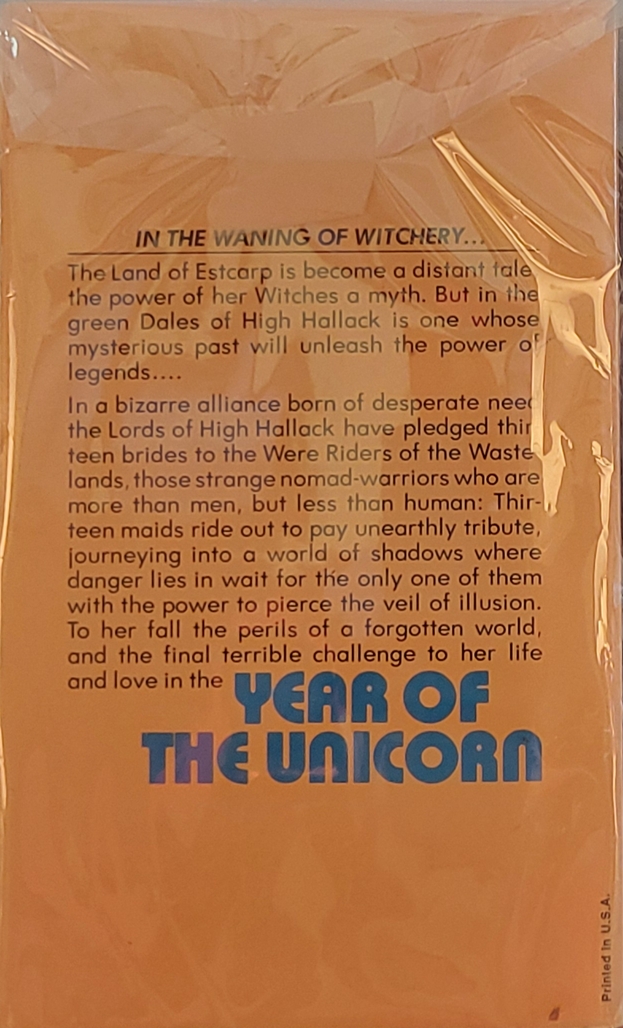 IN THE WANING OF WITCHERY...
The Land of Estcarp is become a distant tale,
the power of her Witches a myth. But in the
green Dales of High Hallack is one whose
mysterious past will unleash the power of
legends....
In a bizarre alliance born of desperate need
the Lords of High Hallack have pledged thir
teen brides to the Were Riders of the Waste
lands, those strange nomad-warriors who are
more than men, but less than human: Thir-
teen maids ride out to pay unearthly tribute,
journeying into a world of shadows where
danger lies in wait for the only one of them
with the power to pierce the veil of illusion.
To her fall the perils of a forgotten world,
and the final terrible challenge to her life
and love in the YEAR OF
THE UNICORN
Printed in U.S.A.